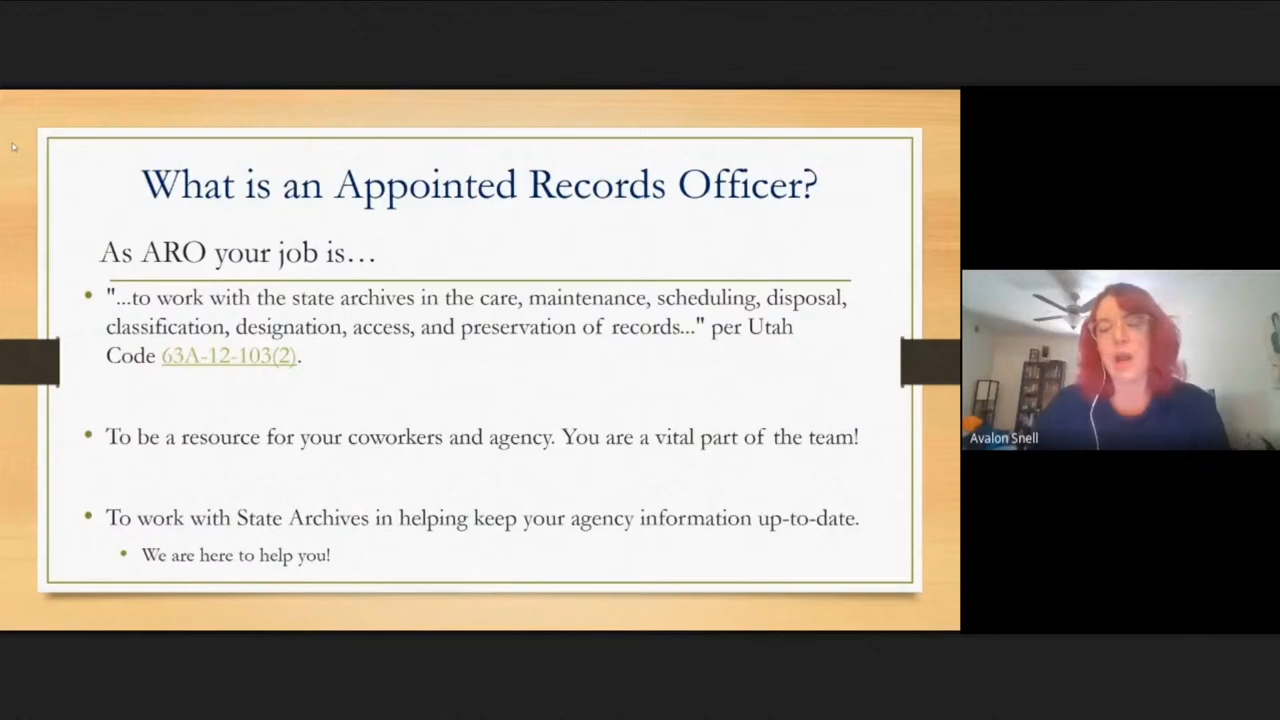 What is an Appointed Records Officer?
As ARO your job is…
• "...to work with the state archives in the care, maintenance, scheduling, disposal,
classification, designation, access, and preservation of records..." per Utah
Code 63A-12-103(2).
• To be a resource for your coworkers and agency. You are a vital part of the team!
• To work with State Archives in helping keep your agency information up-to-date.
• We are here to help you!
Avalon Snell